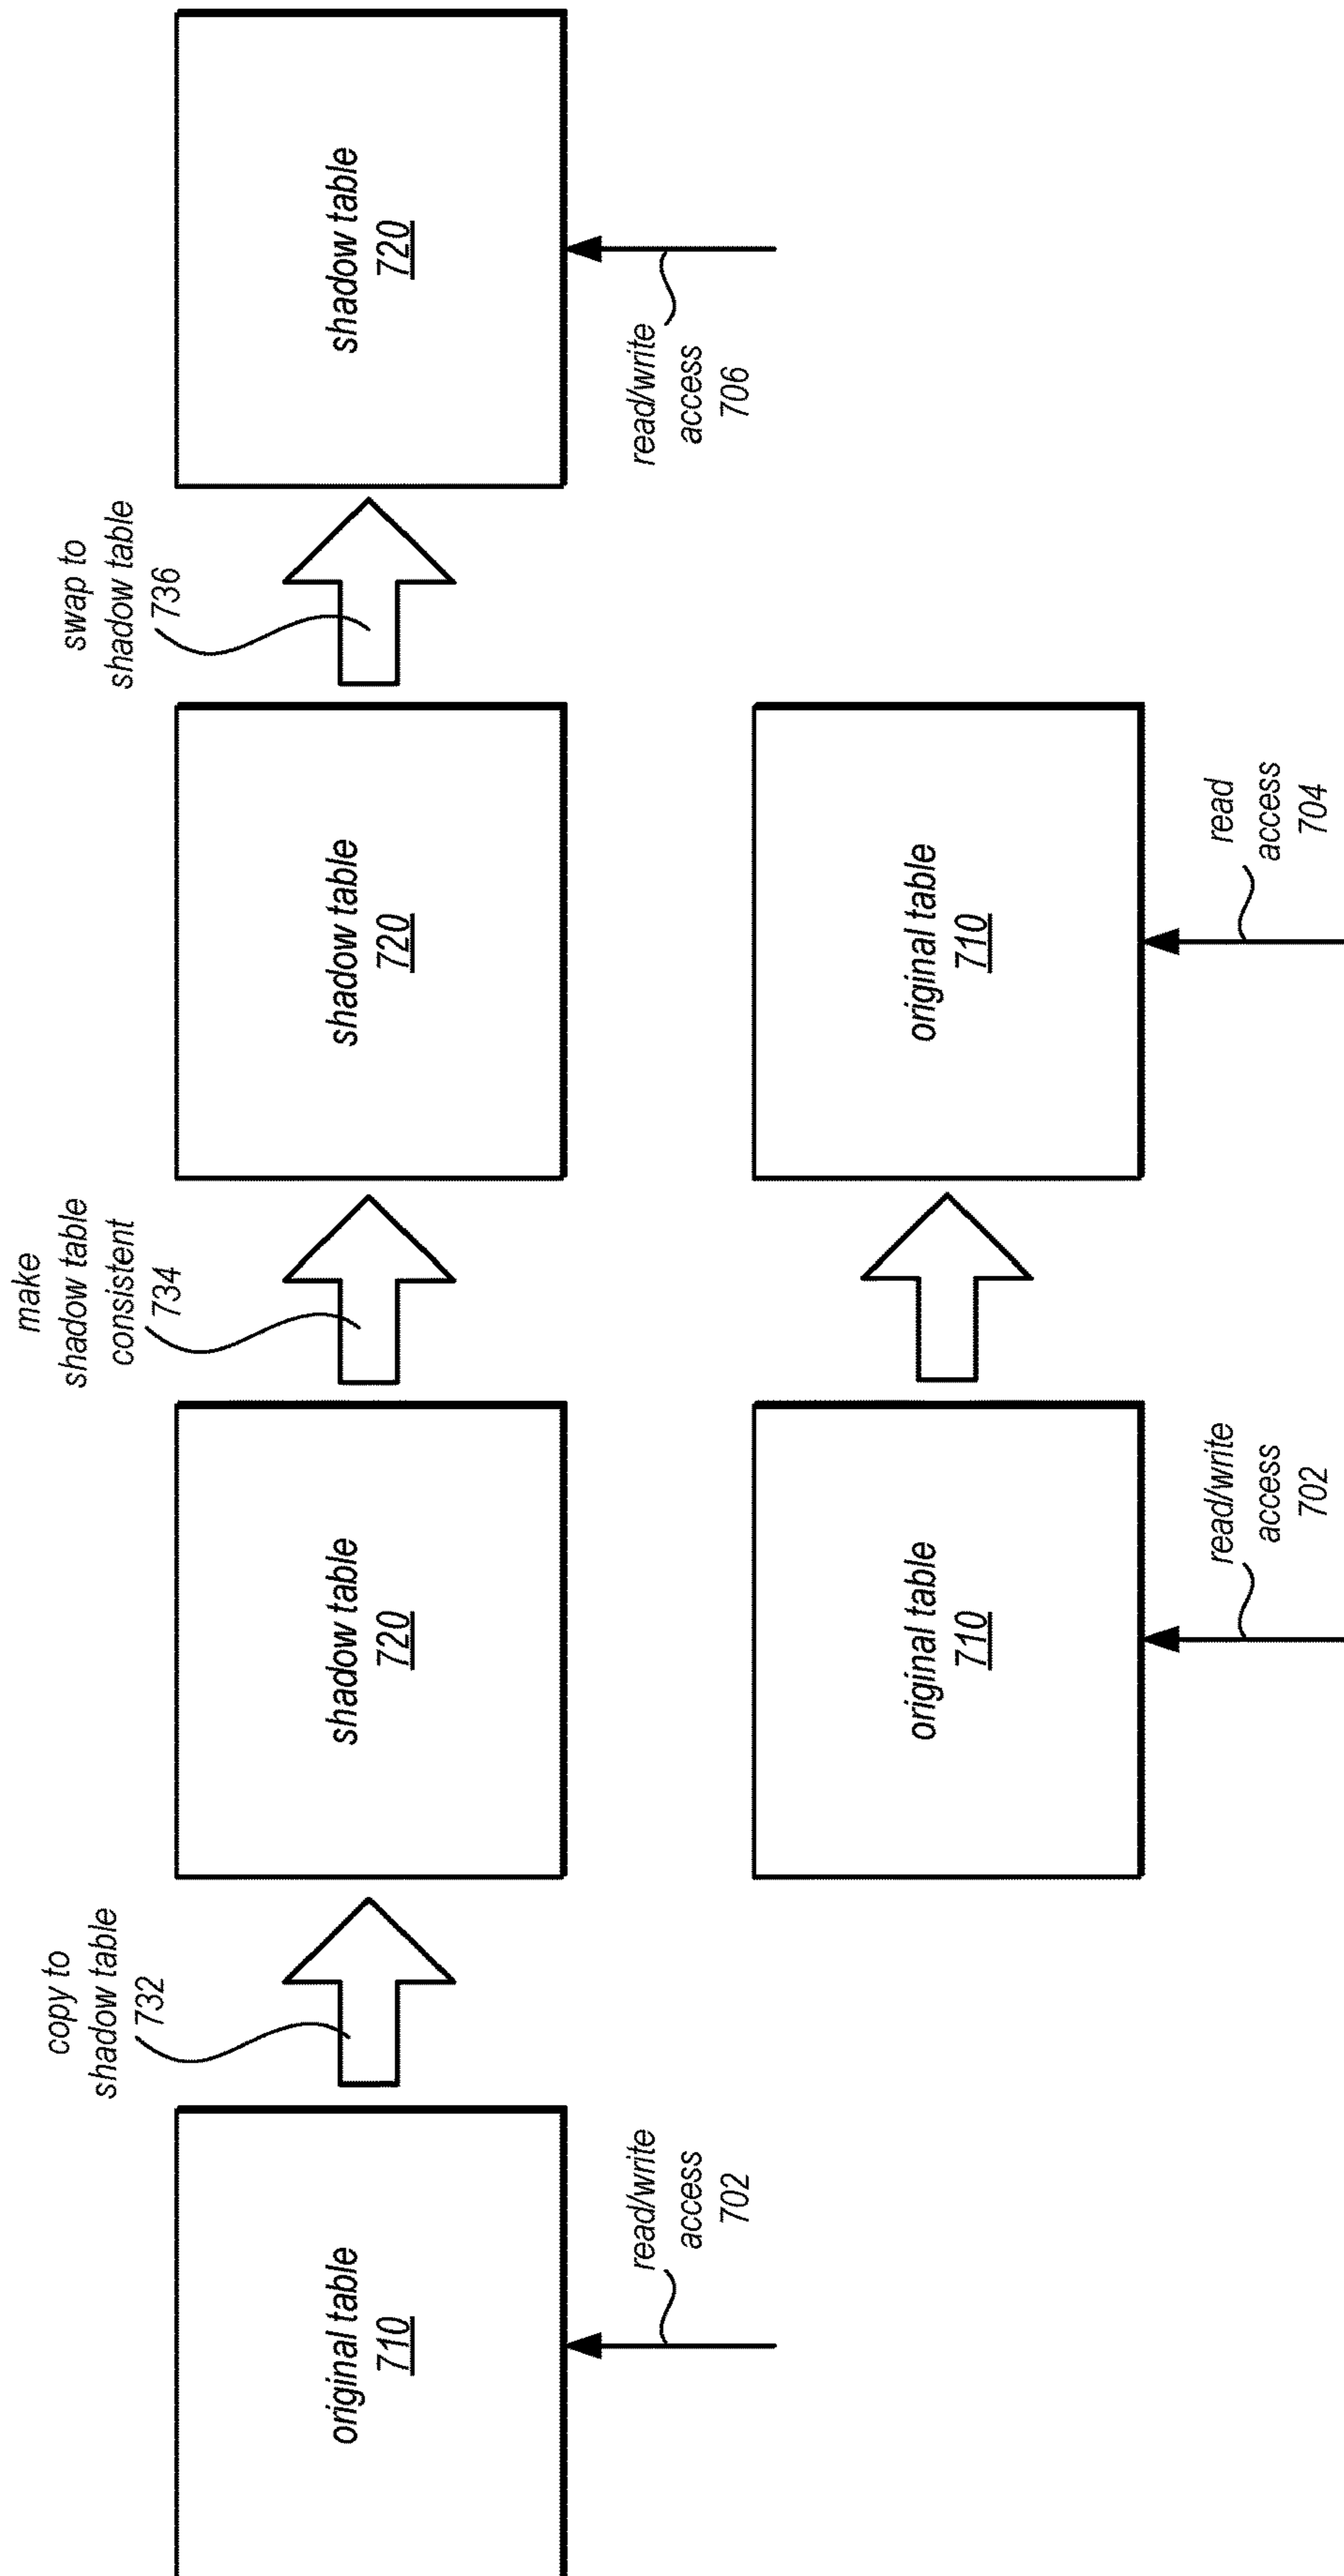 copy to
shadow table
732
make
shadow table
consistent
734
swap to
shadow table
736
original table
710
shadow table
720
shadow table
720
shadow table
720
read/write
access
702
read/write
access
706
original table
710
original table
710
read/write
access
702
read
access
704